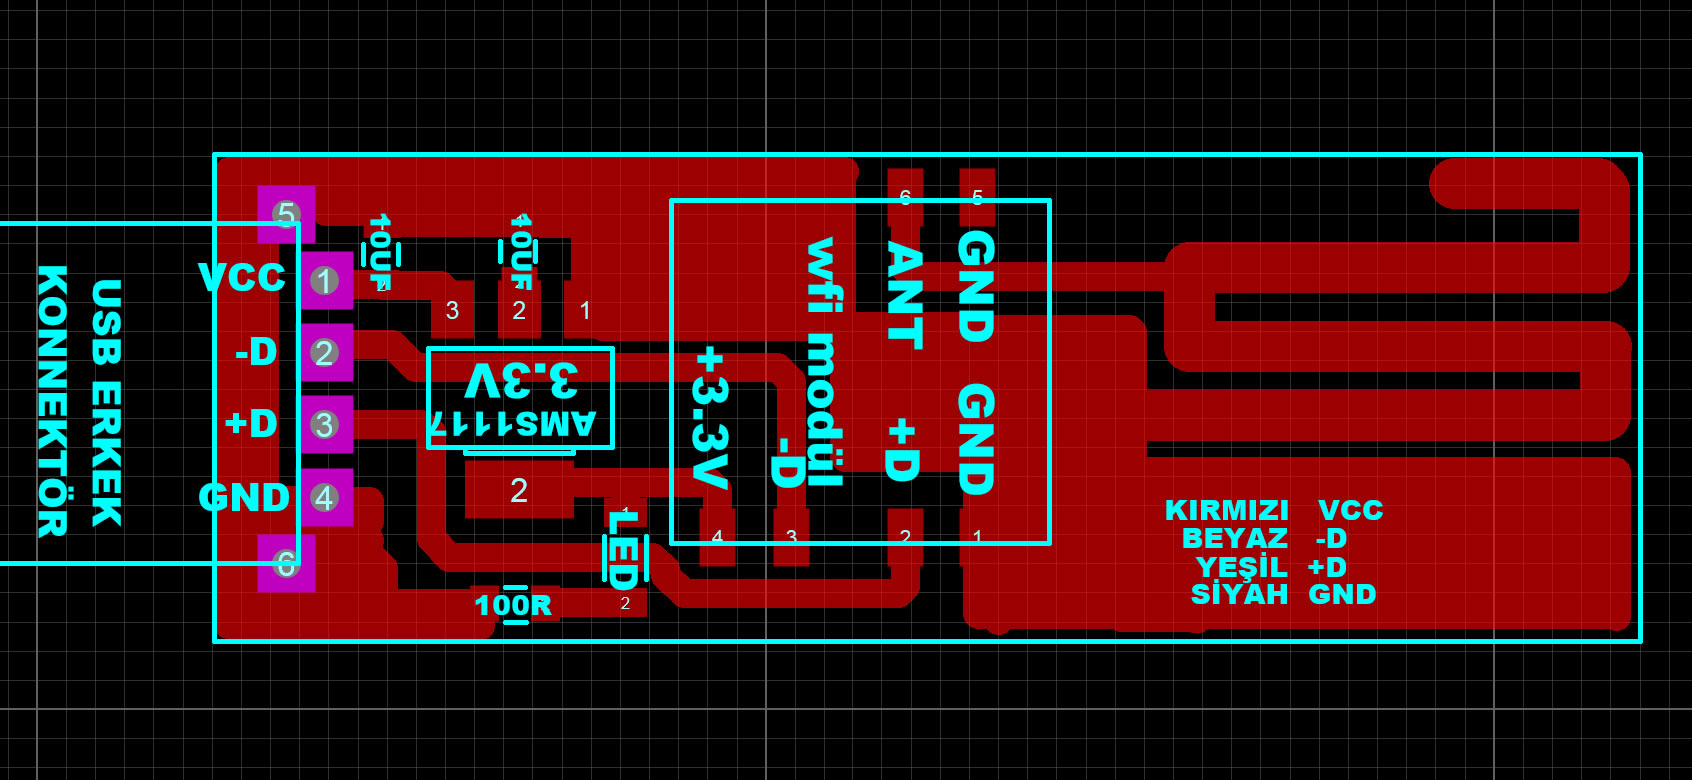 USB ERKEK
KONNEKTÖR
5
VCC 1
-D 2
+D 3
GND 4
6
10UF
2
10UF
3 2 1
3.3V
AMS1117
2
1
LED
2
100R
wfi modül
6 5
ANT
GND
+3.3V
-D
+D
GND
4 3 2 1
KIRMIZI VCC
BEYAZ -D
YEŞİL +D
SİYAH GND